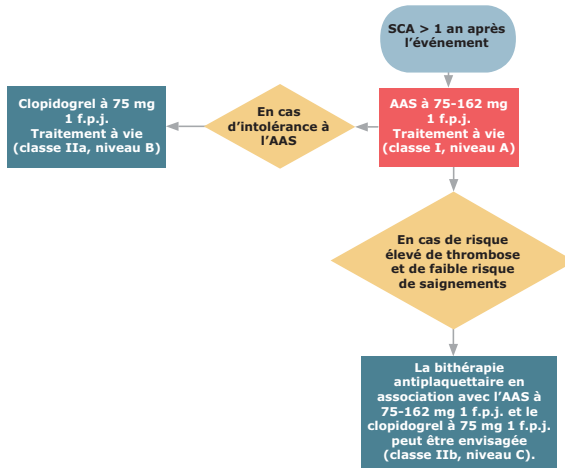 SCA > 1 an après
l'événement
AAS à 75-162 mg
1 f.p.j.
Traitement à vie
(classe I, niveau A)
En cas
d'intolérance à
l'AAS
Clopidogrel à 75 mg
1 f.p.j.
Traitement à vie
(classe IIa, niveau B)
En cas de risque
élevé de thrombose
et de faible risque
de saignements
La bithérapie
antiplaquettaire en
association avec l'AAS à
75-162 mg 1 f.p.j. et le
clopidogrel à 75 mg 1 f.p.j.
peut être envisagée
(classe IIb, niveau C).